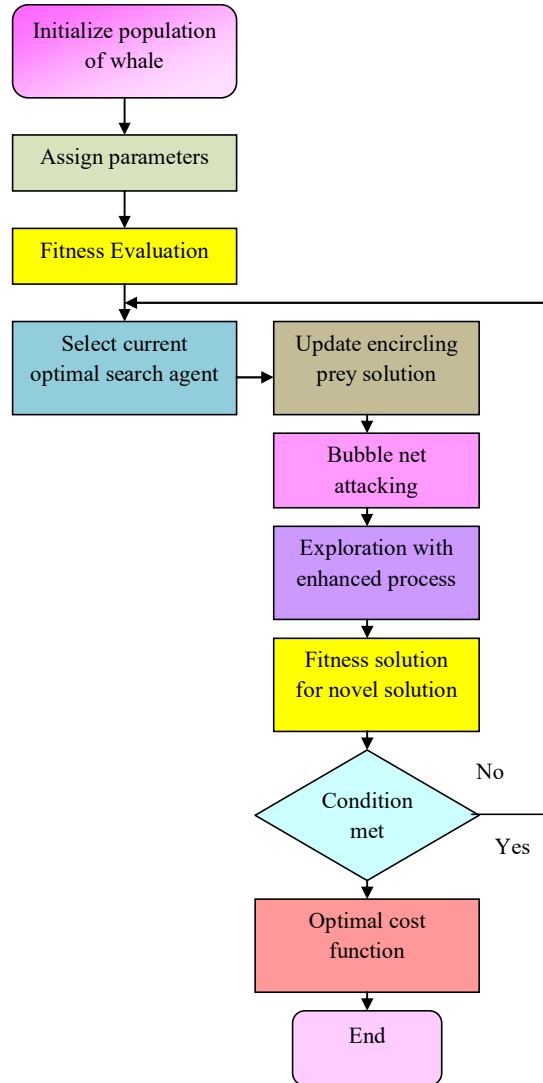 Initialize population
of whale
Assign parameters
Fitness Evaluation
Select current
optimal search agent
Update encircling
prey solution
Bubble net
attacking
Exploration with
enhanced process
Fitness solution
for novel solution
No
Condition
met
Yes
Optimal cost
function
End